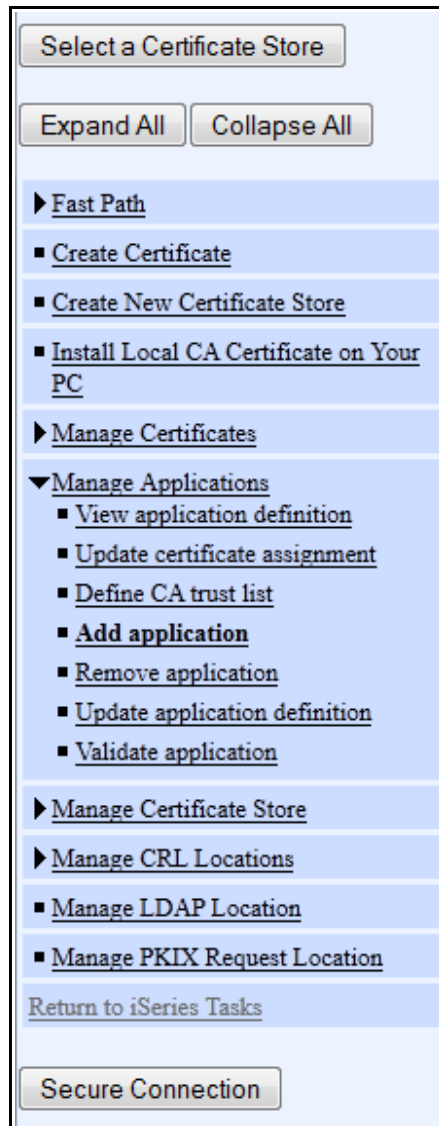 Select a Certificate Store
Expand All Collapse All
Fast Path
Create Certificate
Create New Certificate Store
Install Local CA Certificate on Your
PC
Manage Certificates
Manage Applications
View application definition
Update certificate assignment
Define CA trust list
Add application
Remove application
Update application definition
Validate application
Manage Certificate Store
Manage CRL Locations
Manage LDAP Location
Manage PKIX Request Location
Return to iSeries Tasks
Secure Connection